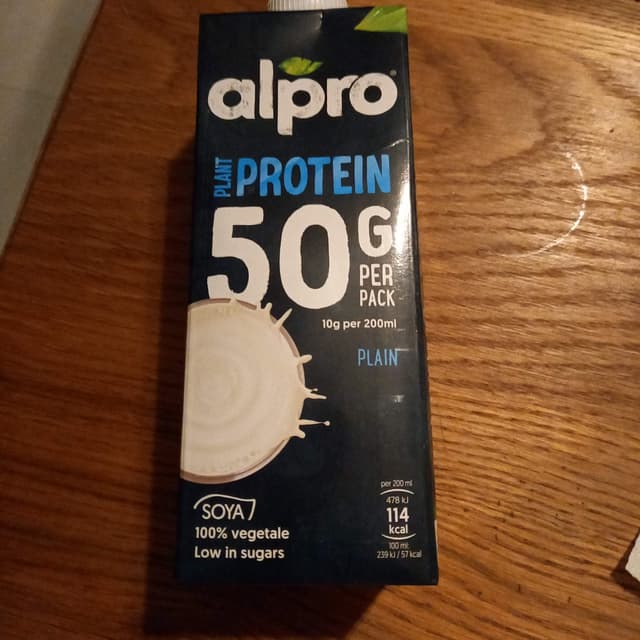 alpro
PLANT PROTEIN
50G
PER
PACK
10g per 200ml
PLAIN
SOYA
100% vegetale
Low in sugars
per 200 ml
478 kJ
114
kcal
100 ml:
239 kJ / 57 kcal